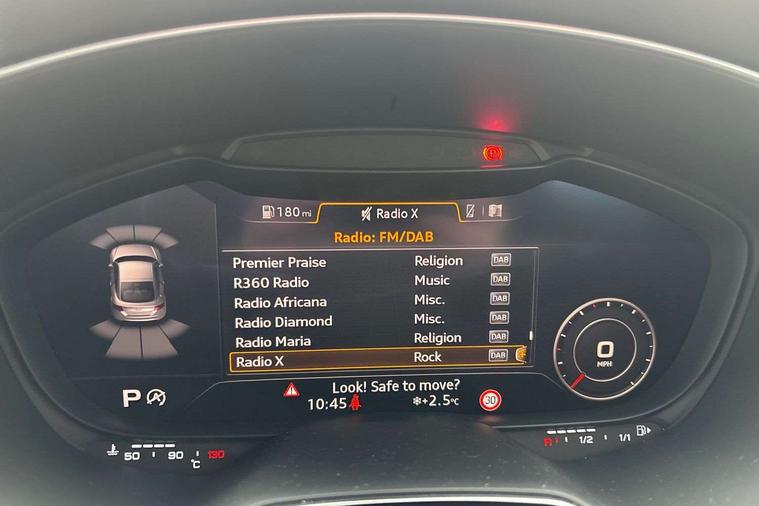 180 mi Radio X
Radio: FM/DAB
Premier Praise Religion DAB
R360 Radio Music DAB
Radio Africana Misc. DAB
Radio Diamond Misc. DAB
Radio Maria Religion DAB
Radio X Rock DAB
0
MPH
Look! Safe to move?
P
10:45 +2.5°C 30
50 90 °C 130
R 1/2 1/1